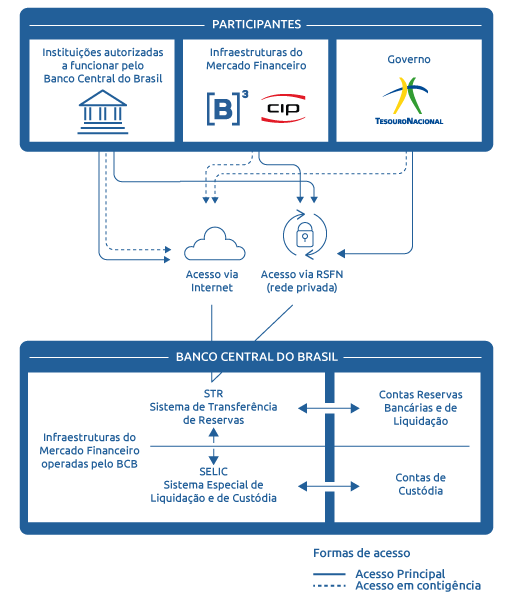 PARTICIPANTES
Instituições autorizadas
a funcionar pelo
Banco Central do Brasil
Infraestruturas do
Mercado Financeiro
[B]³
CIP
Governo
TESOURONACIONAL
Acesso via
Internet
Acesso via RSFN
(rede privada)
BANCO CENTRAL DO BRASIL
Infraestruturas do
Mercado Financeiro
operadas pelo BCB
STR
Sistema de Transferência
de Reservas
SELIC
Sistema Especial de
Liquidação e de Custódia
Contas Reservas
Bancárias e de
Liquidação
Contas de
Custódia
Formas de acesso
Acesso Principal
Acesso em contigência